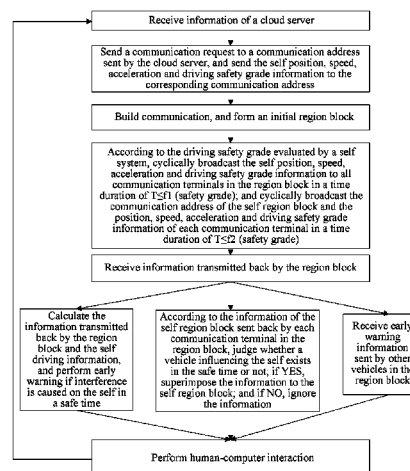 Receive information of a cloud server
Send a communication request to a communication address
sent by the cloud server, and send the self position, speed,
acceleration and driving safety grade information to the
corresponding communication address
Build communication, and form an initial region block
According to the driving safety grade evaluated by a self
system, cyclically broadcast the self position, speed,
acceleration and driving safety grade information to all
communication terminals in the region block in a time
duration of T≤f1 (safety grade); and cyclically broadcast the
communication address of the self region block and the
position, speed, acceleration and driving safety grade
information of each communication terminal in a time
duration of T≤f2 (safety grade)
Receive information transmitted back by the region block
Calculate the
information transmitted
back by the region
block and the self
driving information,
and perform early
warning if interference
is caused on the self in
a safe time
According to the information of the
self region block sent back by each
communication terminal in the
region block, judge whether a
vehicle influencing the self exists
in the safe time or not; if YES,
superimpose the information to the
self region block; and if NO, ignore
the information
Receive early
warning
information
sent by other
vehicles in the
region block
Perform human-computer interaction